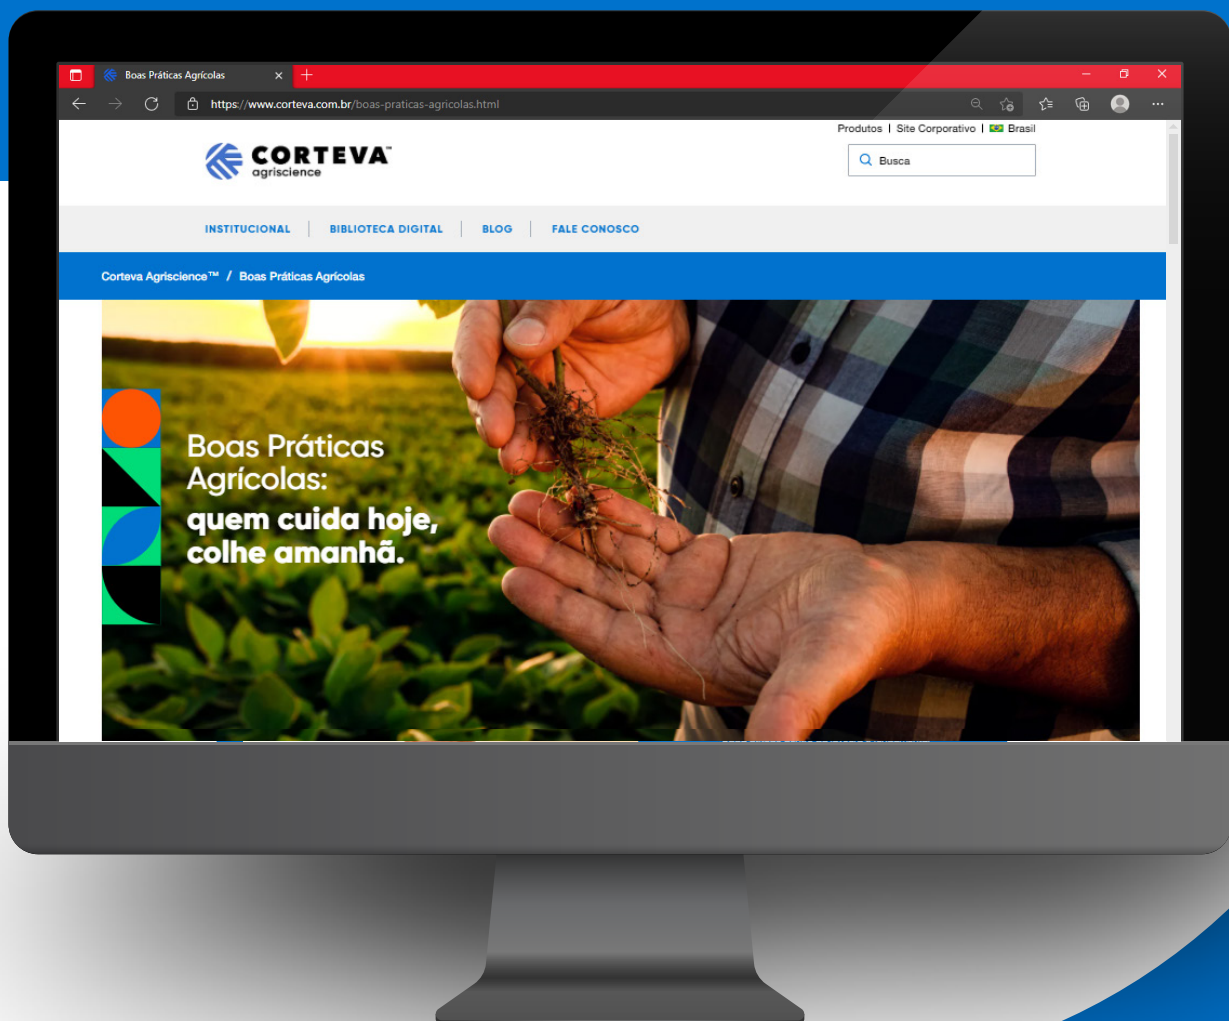 Boas Práticas Agrícolas
https://www.corteva.com.br/boas-praticas-agricolas.html
Produtos | Site Corporativo | Brasil
CORTEVA™
agriscience
Busca
INSTITUCIONAL | BIBLIOTECA DIGITAL | BLOG | FALE CONOSCO
Corteva Agriscience™ / Boas Práticas Agrícolas
Boas Práticas
Agrícolas:
quem cuida hoje,
colhe amanhã.